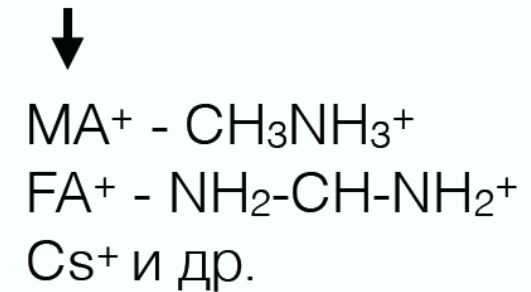 MA⁺ - CH₃NH₃⁺
FA⁺ - NH₂-CH-NH₂⁺
Cs⁺ и др.